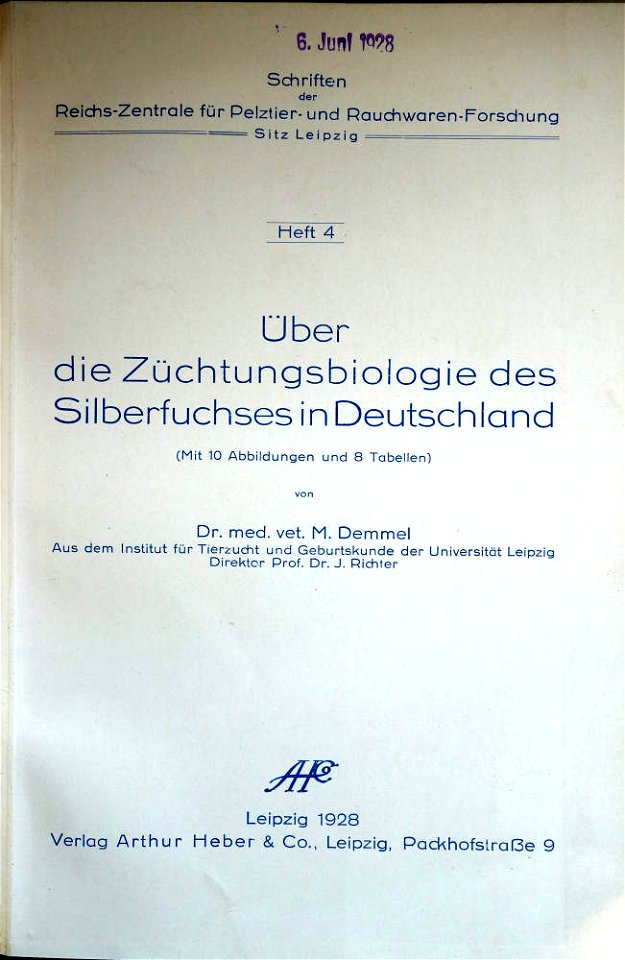 6. Juni 1928
Schriften
der
Reichs-Zentrale für Pelztier- und Rauchwaren-Forschung
Sitz Leipzig
Heft 4
Über
die Züchtungsbiologie des
Silberfuchses in Deutschland
(Mit 10 Abbildungen und 8 Tabellen)
von
Dr. med. vet. M. Demmel
Aus dem Institut für Tierzucht und Geburtskunde der Universität Leipzig
Direktor Prof. Dr. J. Richter
AHCo
Leipzig 1928
Verlag Arthur Heber & Co., Leipzig, Packhofstraße 9